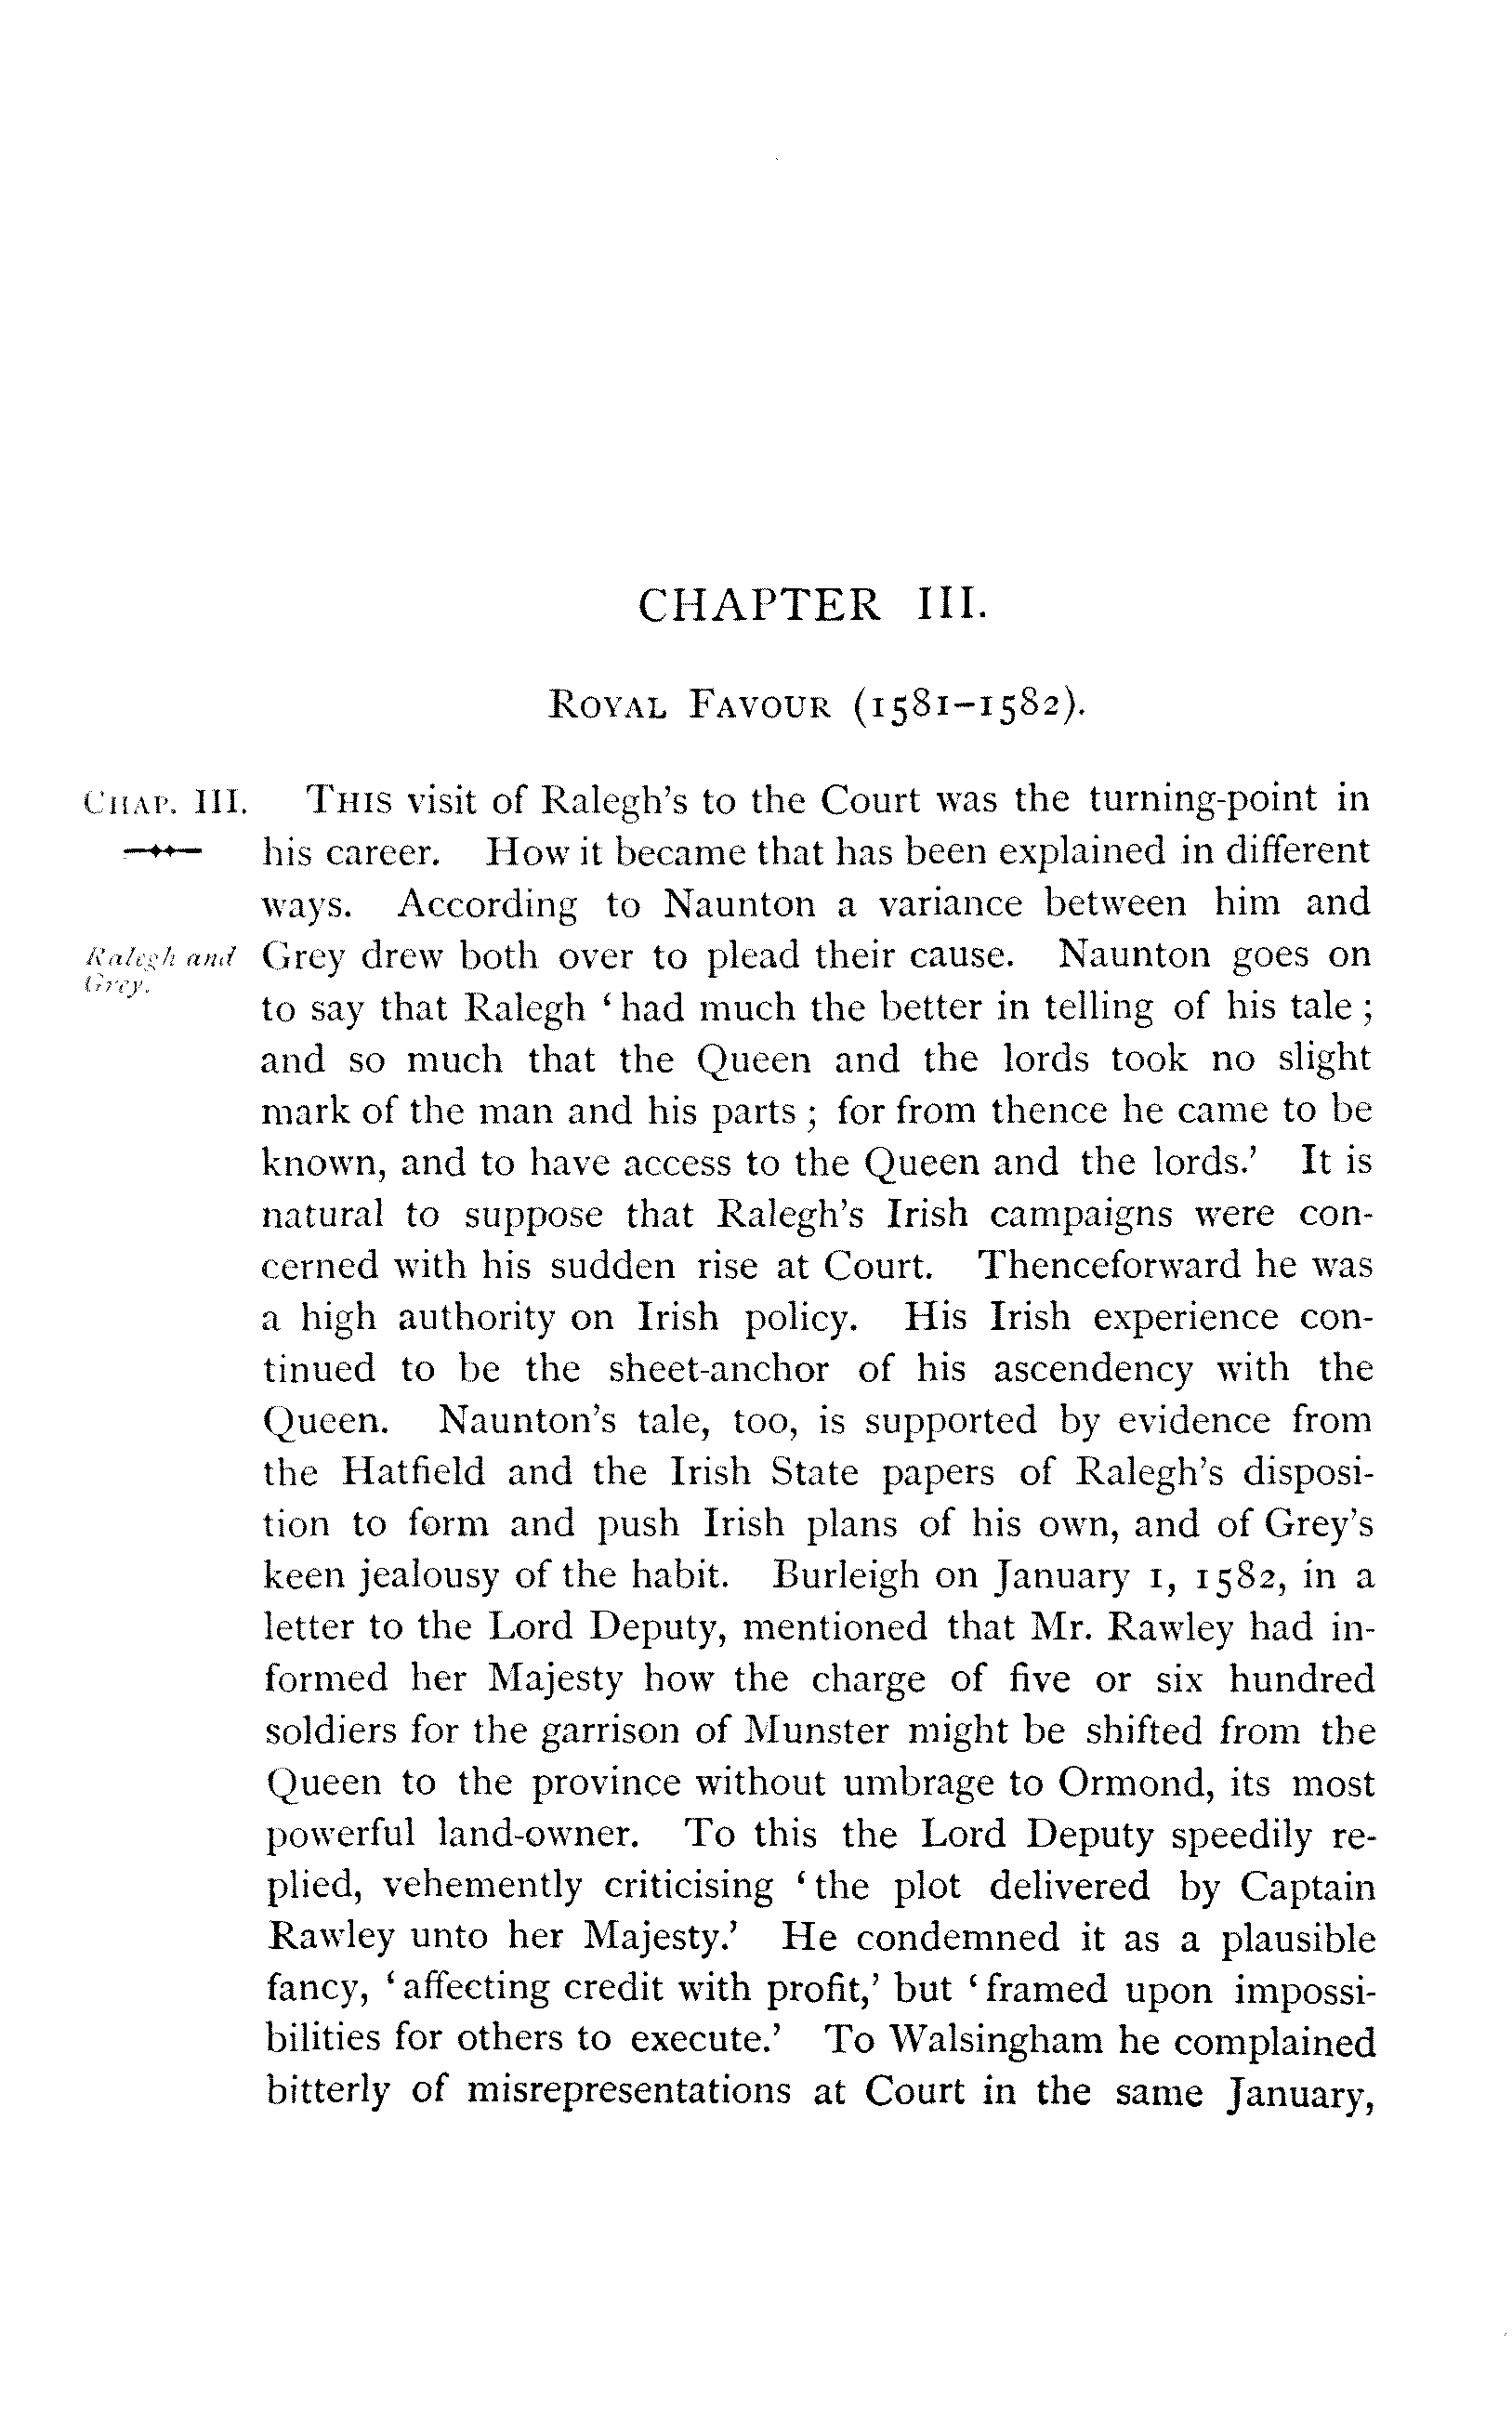 CHAPTER III.
ROYAL FAVOUR (1581–1582).
CHAP. III.
THIS visit of Ralegh's to the Court was the turning-point in
his career. How it became that has been explained in different
ways. According to Naunton a variance between him and
Ralegh and
Grey.
Grey drew both over to plead their cause. Naunton goes on
to say that Ralegh ‘had much the better in telling of his tale;
and so much that the Queen and the lords took no slight
mark of the man and his parts; for from thence he came to be
known, and to have access to the Queen and the lords.’ It is
natural to suppose that Ralegh's Irish campaigns were con-
cerned with his sudden rise at Court. Thenceforward he was
a high authority on Irish policy. His Irish experience con-
tinued to be the sheet-anchor of his ascendency with the
Queen. Naunton's tale, too, is supported by evidence from
the Hatfield and the Irish State papers of Ralegh's disposi-
tion to form and push Irish plans of his own, and of Grey's
keen jealousy of the habit. Burleigh on January 1, 1582, in a
letter to the Lord Deputy, mentioned that Mr. Rawley had in-
formed her Majesty how the charge of five or six hundred
soldiers for the garrison of Munster might be shifted from the
Queen to the province without umbrage to Ormond, its most
powerful land-owner. To this the Lord Deputy speedily re-
plied, vehemently criticising ‘the plot delivered by Captain
Rawley unto her Majesty.’ He condemned it as a plausible
fancy, ‘affecting credit with profit,’ but ‘framed upon impossi-
bilities for others to execute.’ To Walsingham he complained
bitterly of misrepresentations at Court in the same January,